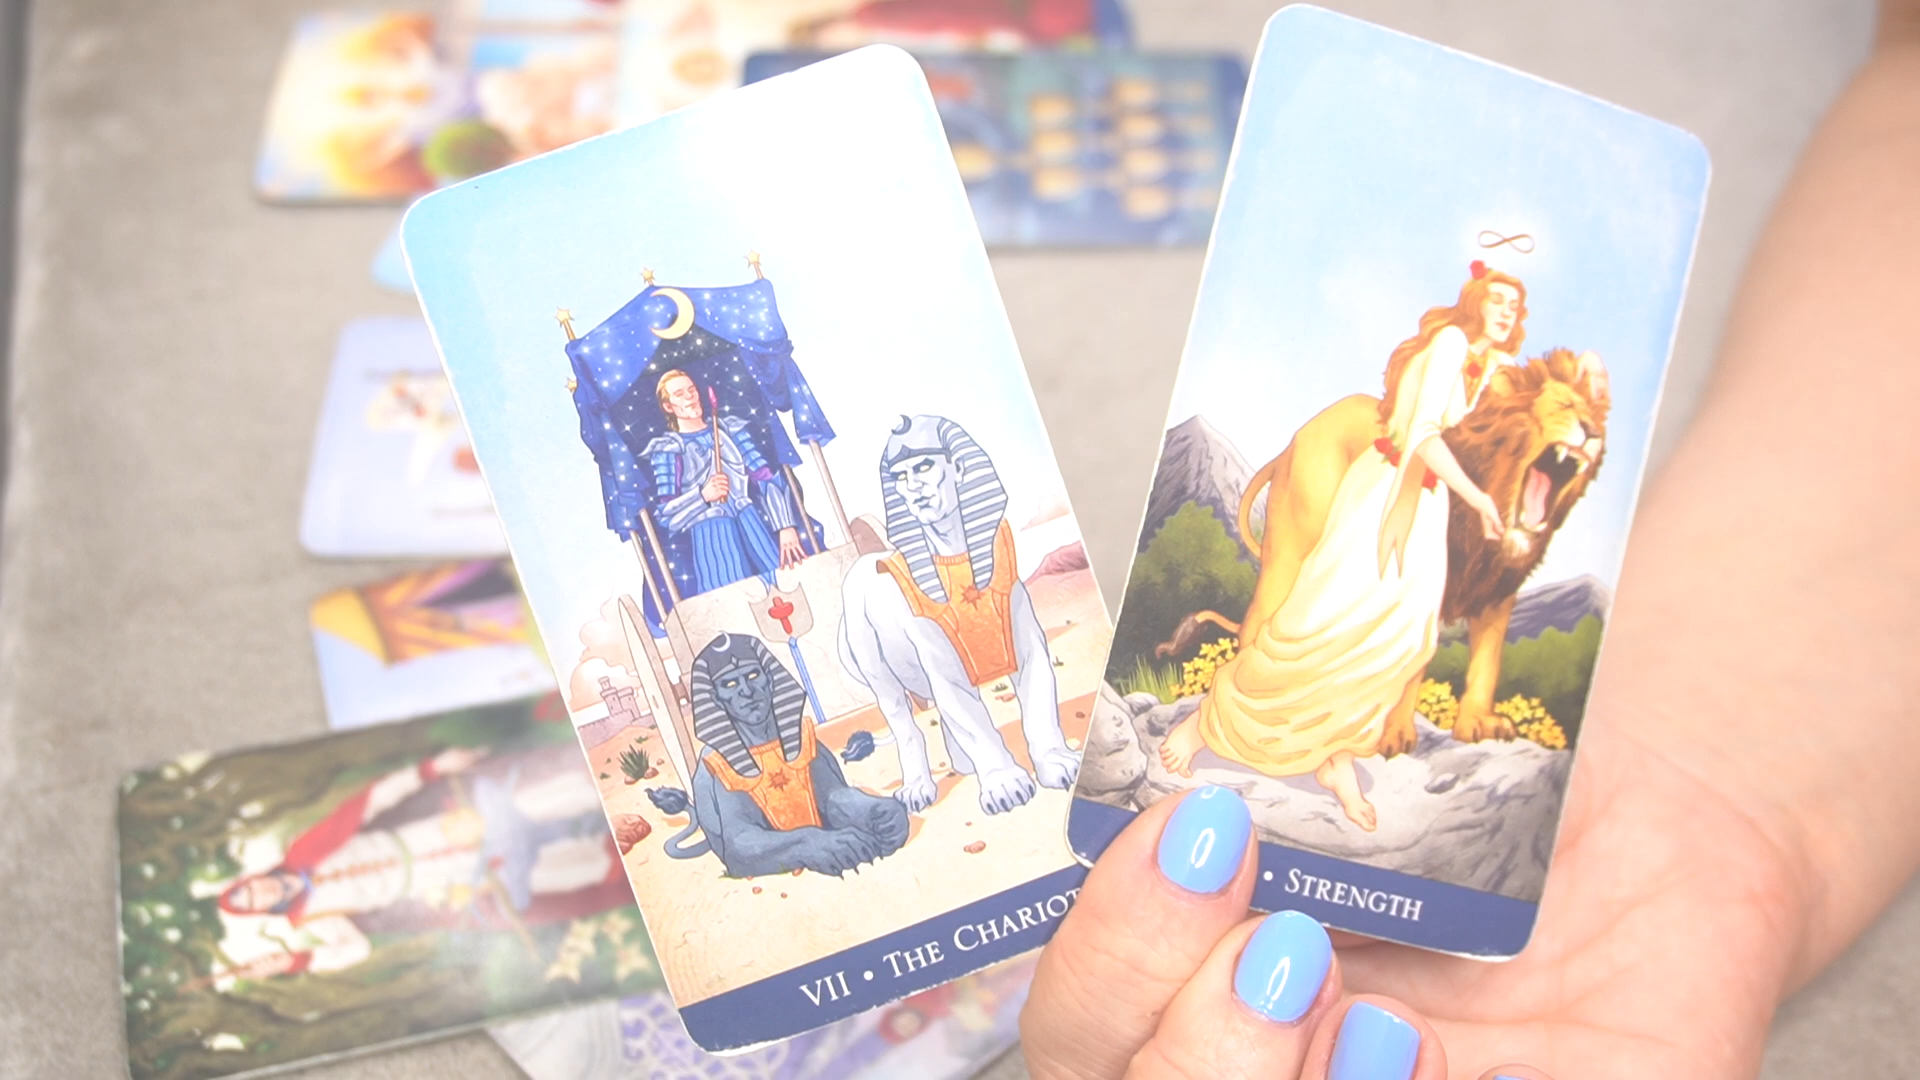 VII • THE CHARIOT
• STRENGTH